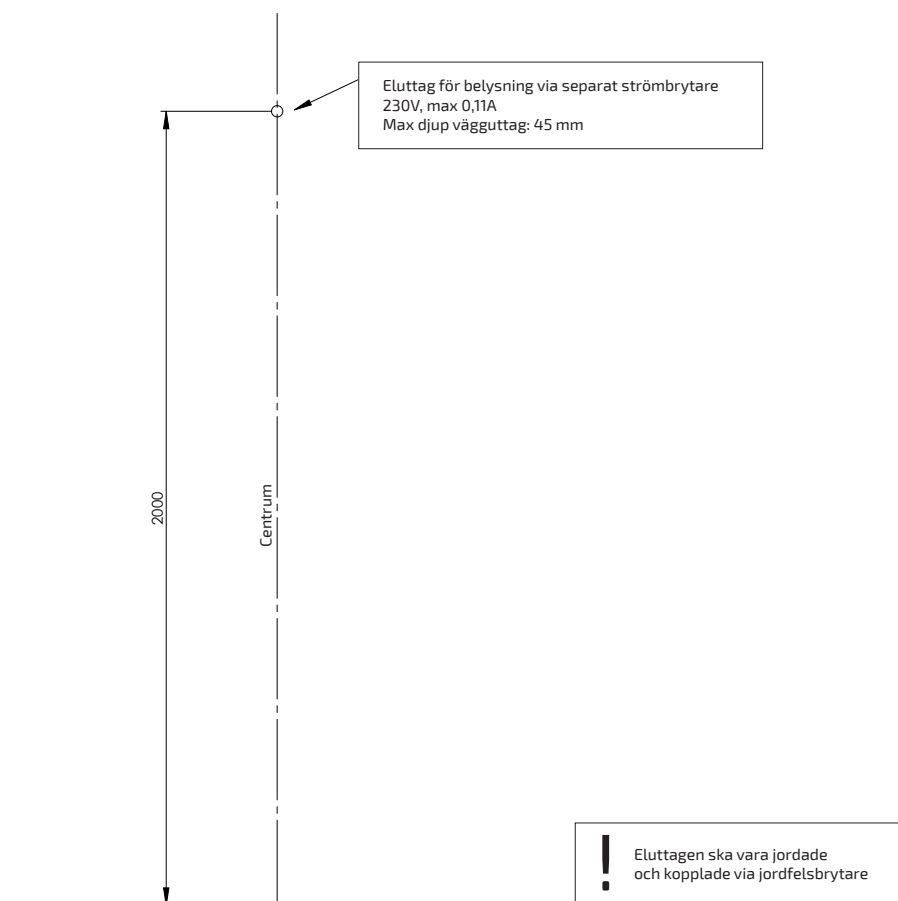 Eluttag för belysning via separat strömbrytare
230V, max 0,11A
Max djup vägguttag: 45 mm
2000
Centrum
! Eluttagen ska vara jordade
och kopplade via jordfelsbrytare